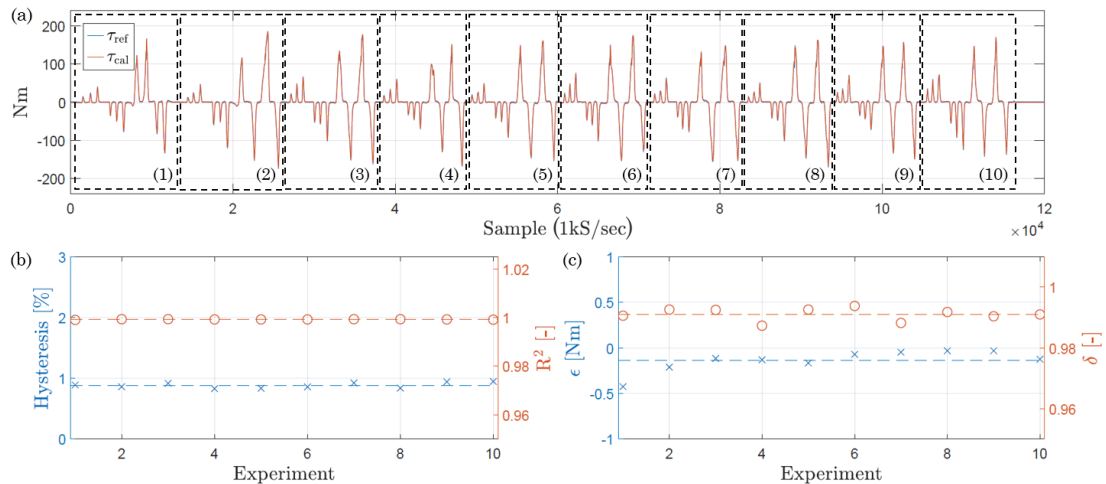 (a)
Nm
200
100
0
-100
-200
τref
τcal
(1) (2) (3) (4) (5) (6) (7) (8) (9) (10)
0 2 4 6 8 10 12
Sample (1kS/sec)
×10⁴
(b)
Hysteresis [%]
3
2
1
0
R² [-]
1.02
1
0.98
0.96
2 4 6 8 10
Experiment
(c)
ϵ [Nm]
1
0.5
0
-0.5
-1
δ [-]
1
0.98
0.96
2 4 6 8 10
Experiment